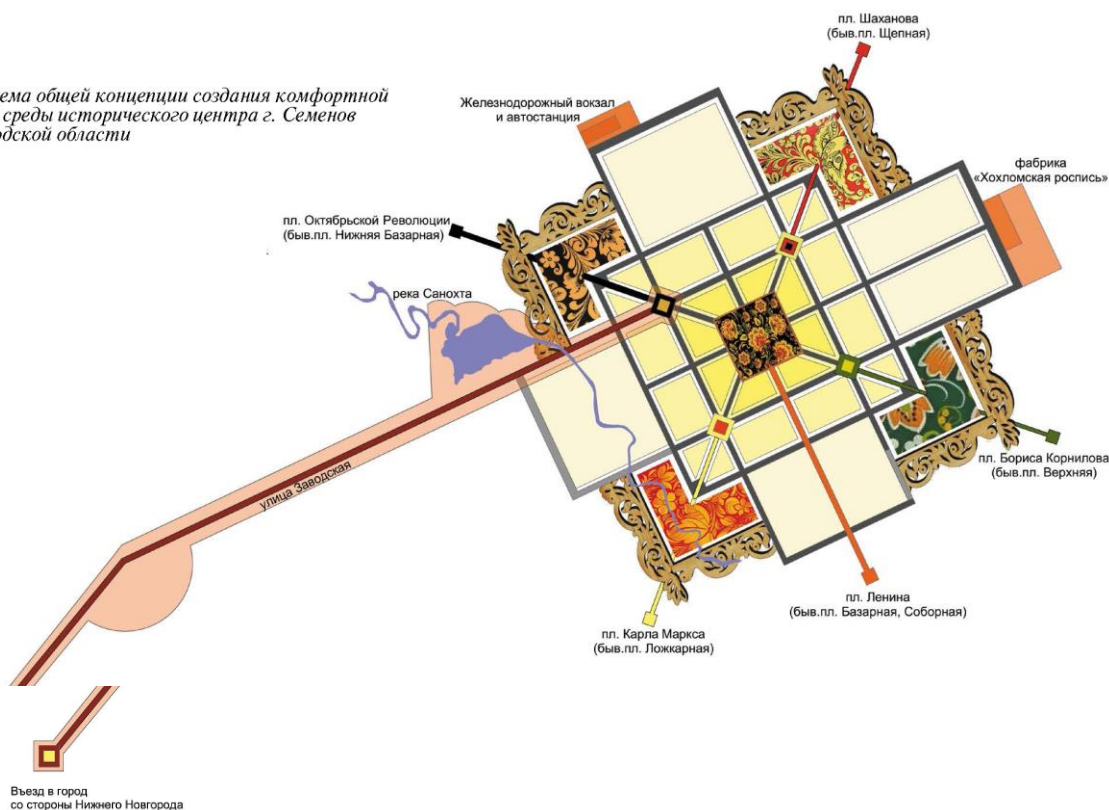 ема общей концепции создания комфортной
среды исторического центра г. Семенов
одской области
пл. Шаханова
(быв.пл. Щепная)
Железнодорожный вокзал
и автостанция
фабрика
«Хохломская роспись»
пл. Октябрьской Революции
(быв.пл. Нижняя Базарная)
река Санохта
улица Заводская
пл. Бориса Корнилова
(быв.пл. Верхняя)
пл. Ленина
(быв.пл. Базарная, Соборная)
пл. Карла Маркса
(быв.пл. Ложкарная)
Въезд в город
со стороны Нижнего Новгорода